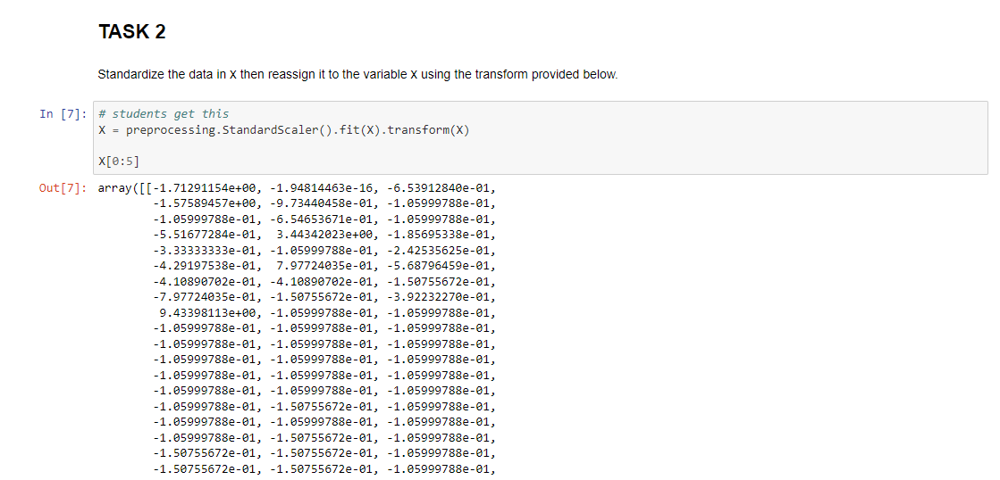 TASK 2
Standardize the data in X then reassign it to the variable X using the transform provided below.
In [7]: # students get this
X = preprocessing.StandardScaler().fit(X).transform(X)
X[0:5]
Out[7]: array([[-1.71291154e+00, -1.94814463e-16, -6.53912840e-01,
-1.57589457e+00, -9.73440458e-01, -1.05999788e-01,
-1.05999788e-01, -6.54653671e-01, -1.05999788e-01,
-5.51677284e-01, 3.44342023e+00, -1.85695338e-01,
-3.33333333e-01, -1.05999788e-01, -2.42535625e-01,
-4.29197538e-01, 7.97724035e-01, -5.68796459e-01,
-4.10890702e-01, -4.10890702e-01, -1.50755672e-01,
-7.97724035e-01, -1.50755672e-01, -3.92232270e-01,
9.43398113e+00, -1.05999788e-01, -1.05999788e-01,
-1.05999788e-01, -1.05999788e-01, -1.05999788e-01,
-1.05999788e-01, -1.05999788e-01, -1.05999788e-01,
-1.05999788e-01, -1.05999788e-01, -1.05999788e-01,
-1.05999788e-01, -1.05999788e-01, -1.05999788e-01,
-1.05999788e-01, -1.05999788e-01, -1.05999788e-01,
-1.05999788e-01, -1.50755672e-01, -1.05999788e-01,
-1.05999788e-01, -1.05999788e-01, -1.05999788e-01,
-1.05999788e-01, -1.50755672e-01, -1.05999788e-01,
-1.50755672e-01, -1.50755672e-01, -1.05999788e-01,
-1.50755672e-01, -1.50755672e-01, -1.05999788e-01,